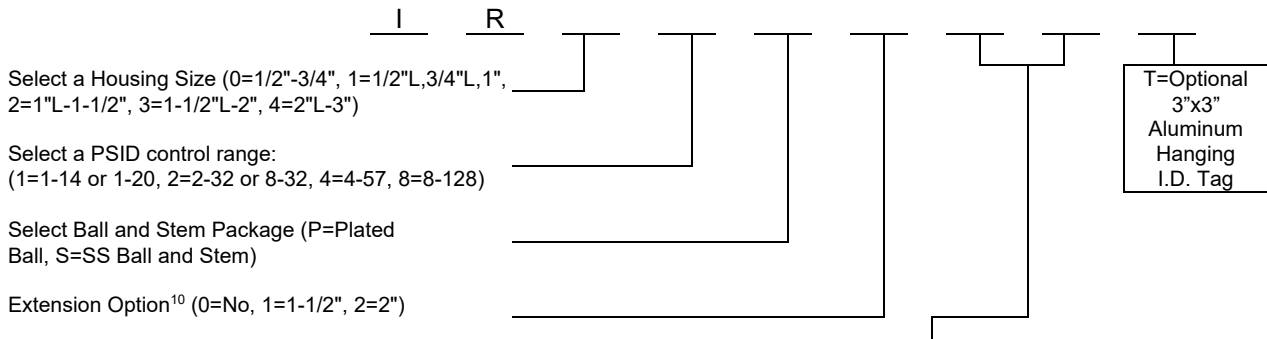 I R
Select a Housing Size (0=1/2"-3/4", 1=1/2"L,3/4"L,1",
2=1"L-1-1/2", 3=1-1/2"L-2", 4=2"L-3")
Select a PSID control range:
(1=1-14 or 1-20, 2=2-32 or 8-32, 4=4-57, 8=8-128)
Select Ball and Stem Package (P=Plated
Ball, S=SS Ball and Stem)
Extension Option¹⁰ (0=No, 1=1-1/2", 2=2")
T=Optional
3”x3”
Aluminum
Hanging
I.D. Tag